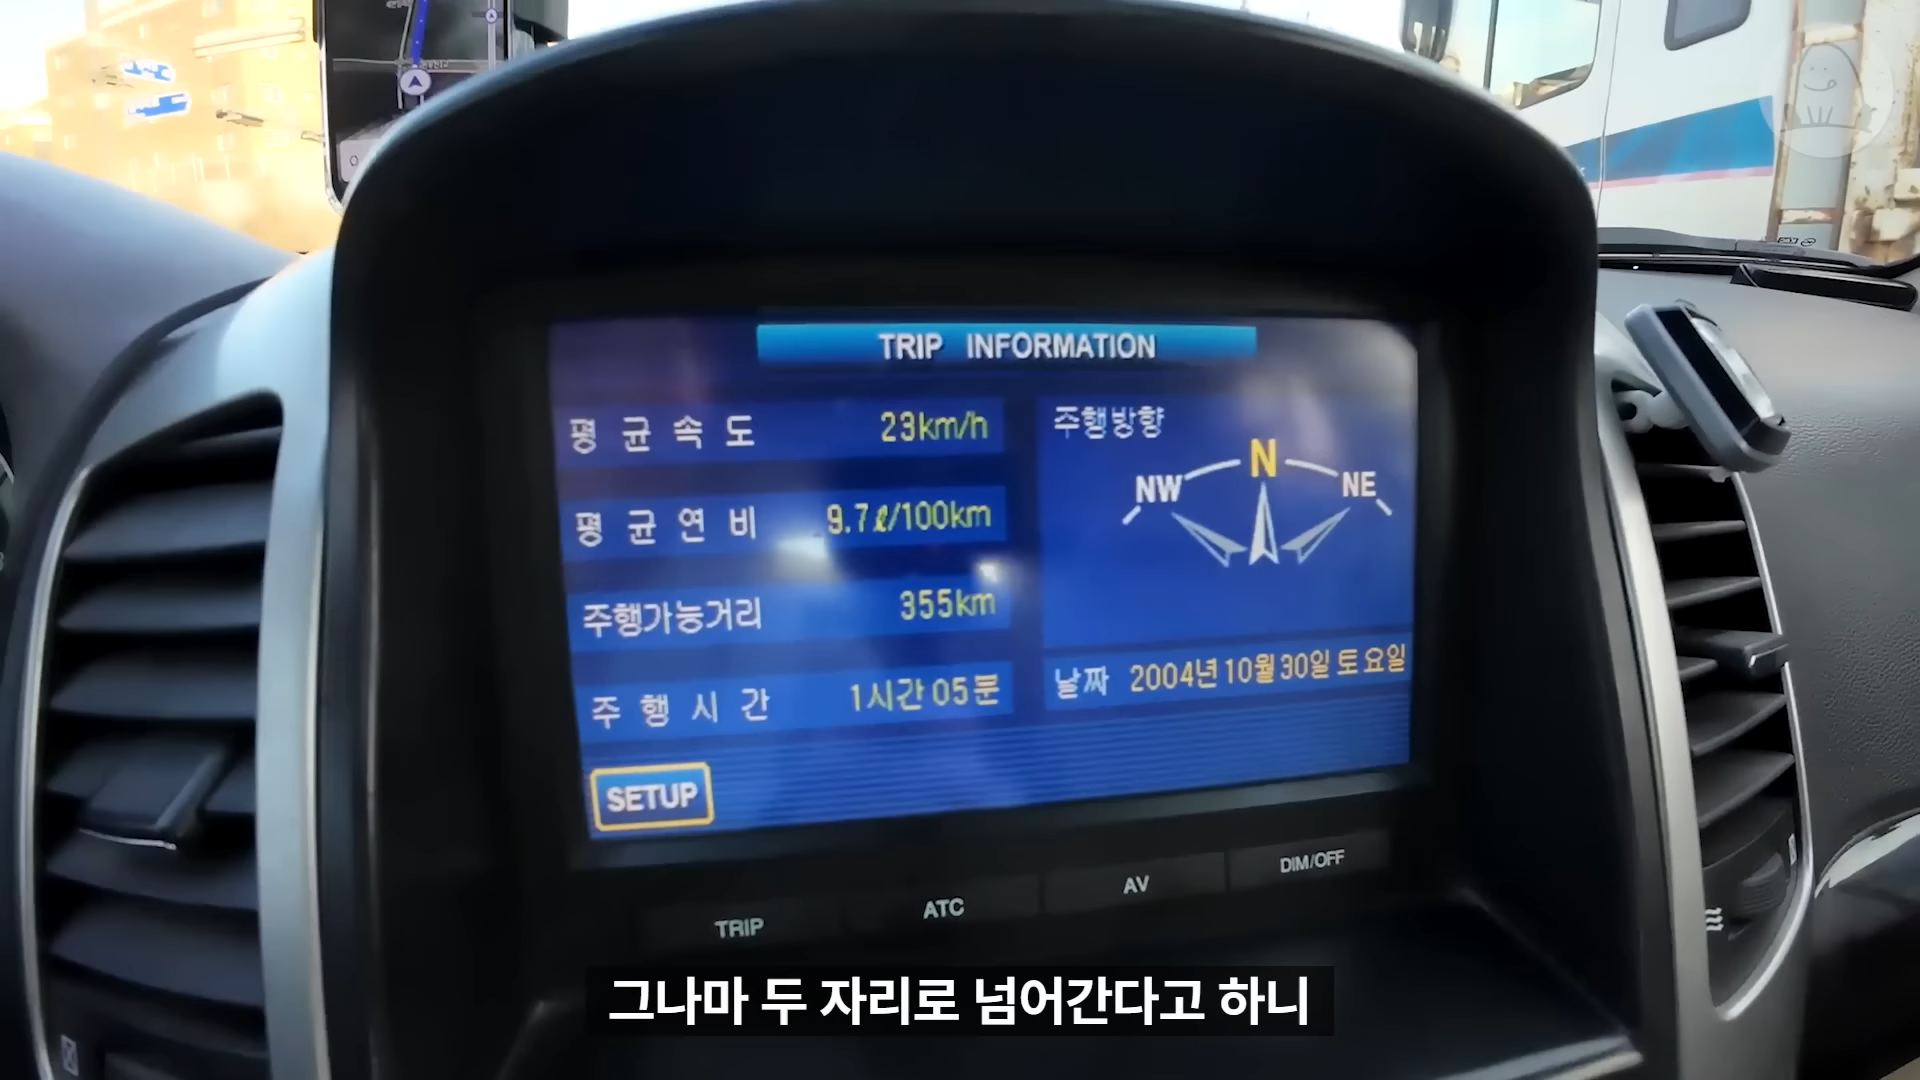 TRIP INFORMATION
평균속도 23km/h
평균연비 9.7ℓ/100km
주행가능거리 355km
주행시간 1시간 05분
주행방향
NW N NE
날짜 2004년 10월 30일 토요일
SETUP
TRIP ATC AV DIM/OFF
그나마 두 자리로 넘어간다고 하니